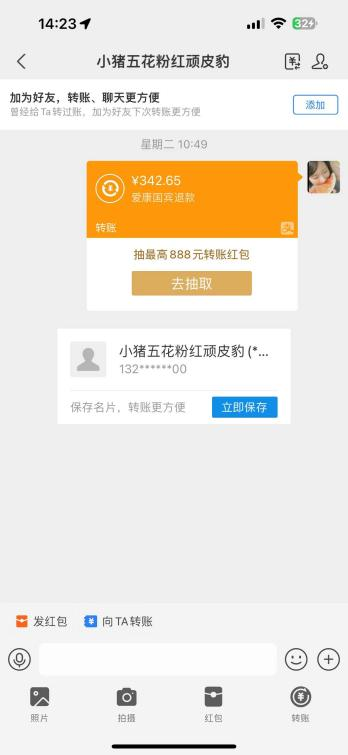 14:23
32
小猪五花粉红顽皮豹
加为好友，转账、聊天更方便
曾经给Ta转过账，加为好友下次转账更方便
添加
星期二 10:49
¥342.65
爱康国宾退款
转账
抽最高888元转账红包
去抽取
小猪五花粉红顽皮豹(*...
132******00
保存名片，转账更方便
立即保存
发红包
向TA转账
照片
拍摄
红包
转账